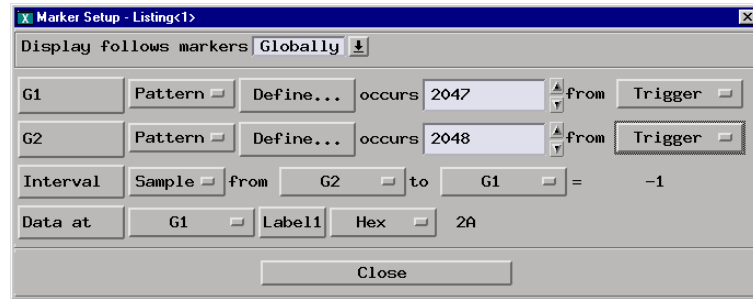 Marker Setup - Listing<1>
Display follows markers Globally
G1 Pattern Define... occurs 2047 from Trigger
G2 Pattern Define... occurs 2048 from Trigger
Interval Sample from G2 to G1 = -1
Data at G1 Label1 Hex 2A
Close